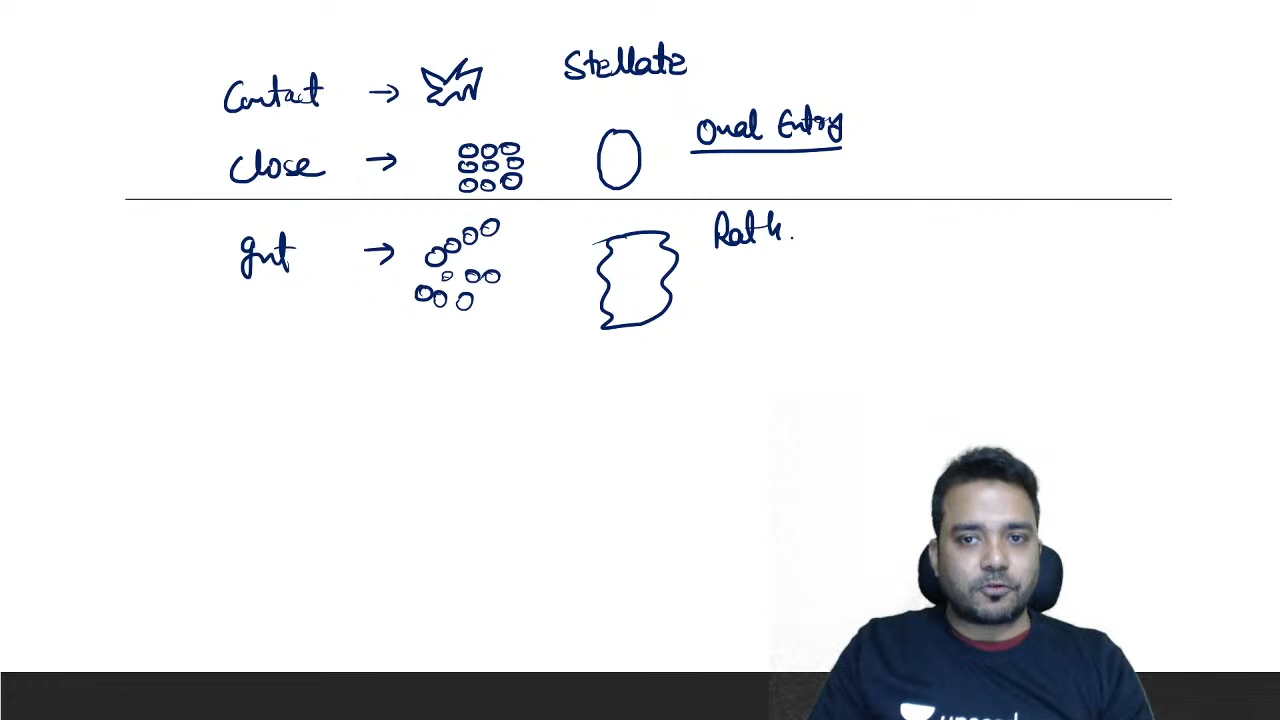 Contact → Stellate
Close → Oval Entry
gut → Rath.